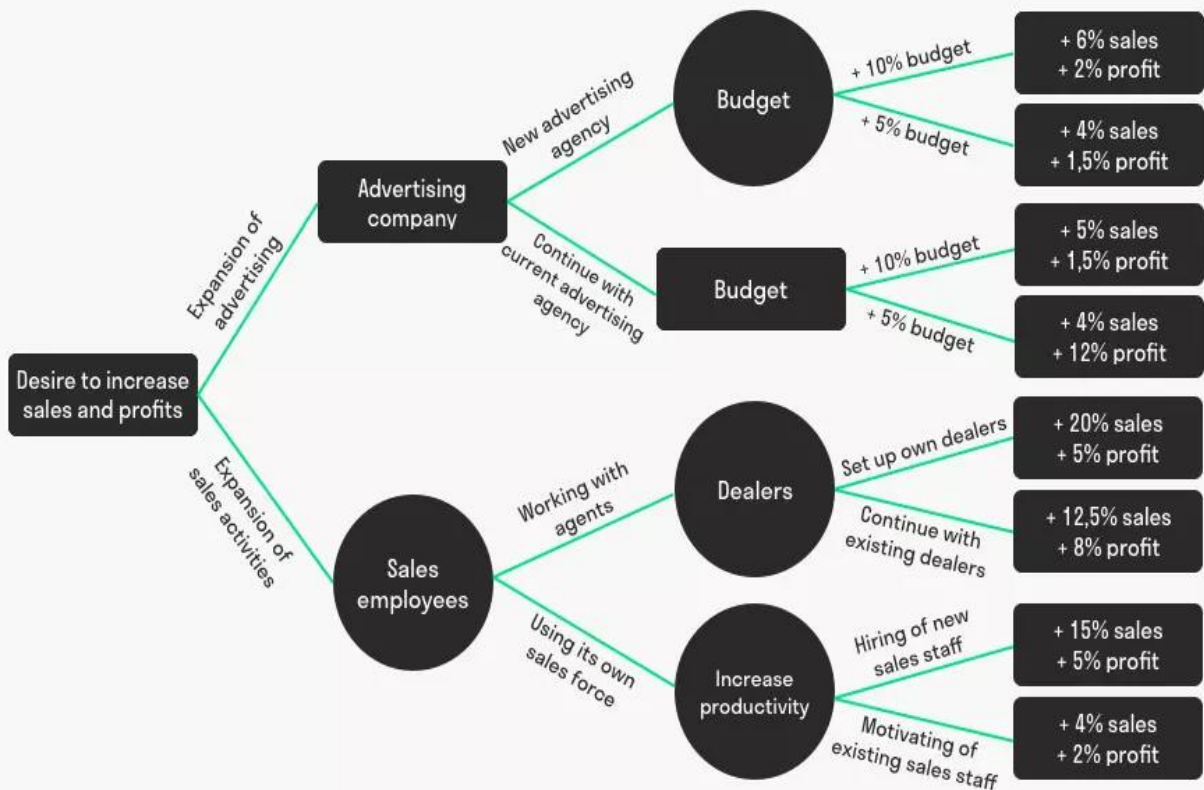 Desire to increase
sales and profits
Expansion of
advertising
Expansion of
sales activities
Advertising
company
New advertising
agency
Continue with
current advertising
agency
Budget
+ 10% budget
+ 5% budget
+ 6% sales
+ 2% profit
+ 4% sales
+ 1,5% profit
Budget
+ 10% budget
+ 5% budget
+ 5% sales
+ 1,5% profit
+ 4% sales
+ 12% profit
Sales
employees
Working with
agents
Using its own
sales force
Dealers
Set up own dealers
Continue with
existing dealers
+ 20% sales
+ 5% profit
+ 12,5% sales
+ 8% profit
Increase
productivity
Hiring of new
sales staff
Motivating of
existing sales staff
+ 15% sales
+ 5% profit
+ 4% sales
+ 2% profit